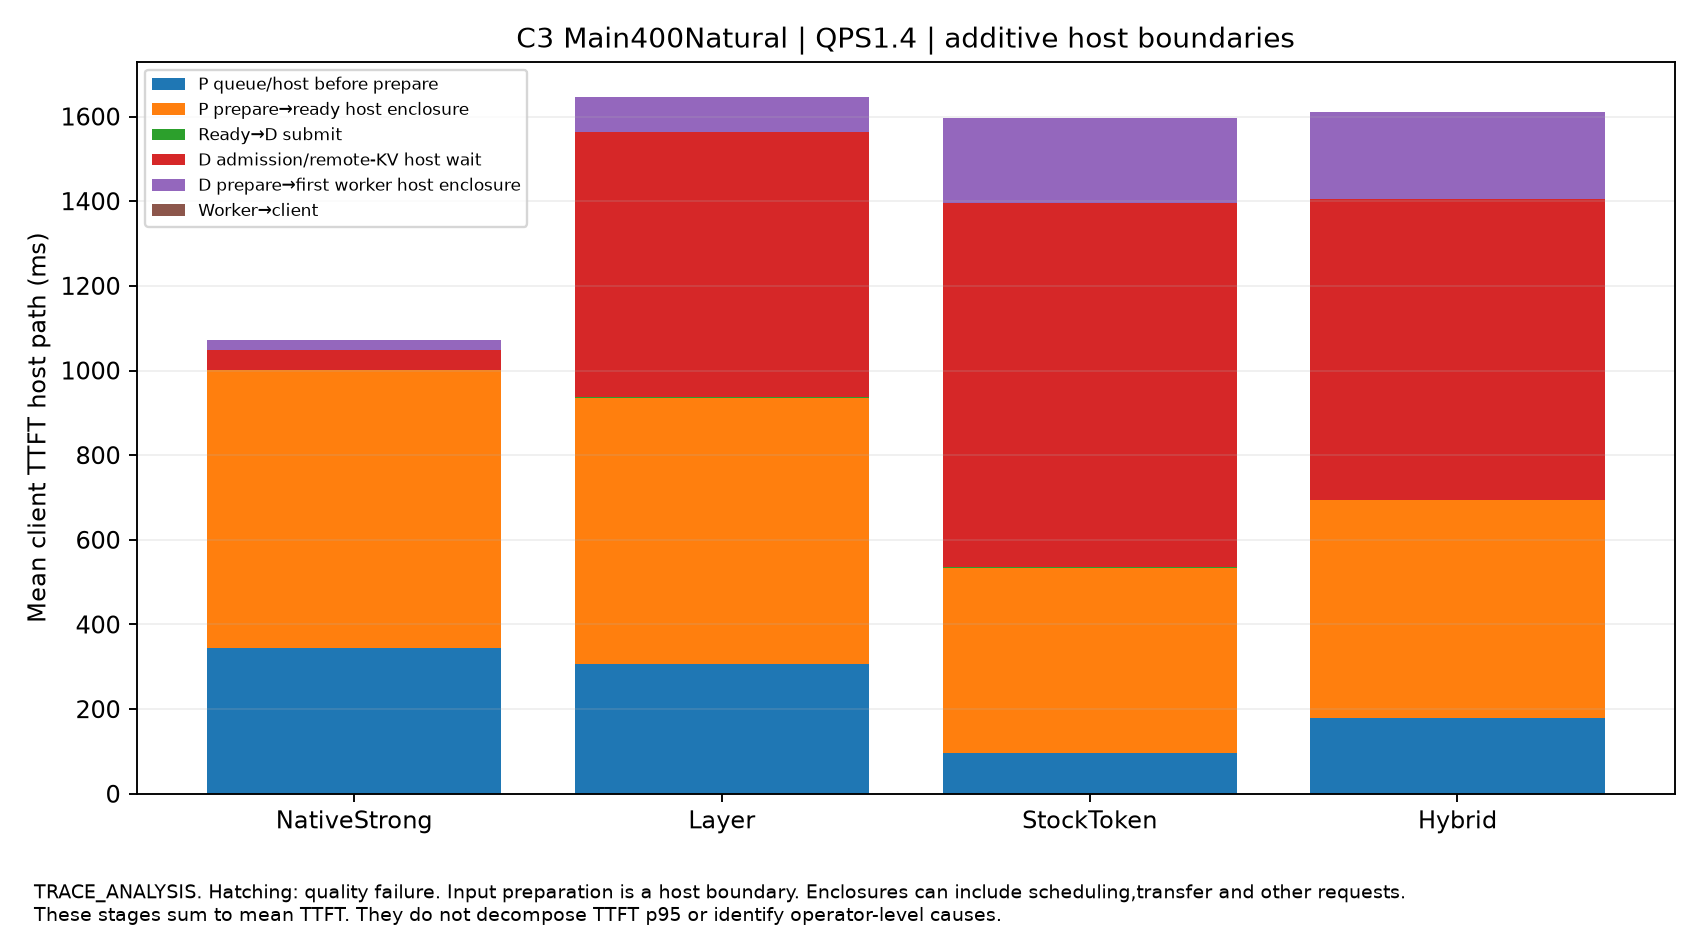 C3 Main400Natural | QPS1.4 | additive host boundaries
P queue/host before prepare
P prepare→ready host enclosure
Ready→D submit
D admission/remote-KV host wait
D prepare→first worker host enclosure
Worker→client
Mean client TTFT host path (ms)
1600
1400
1200
1000
800
600
400
200
0
NativeStrong
Layer
StockToken
Hybrid
TRACE_ANALYSIS. Hatching: quality failure. Input preparation is a host boundary. Enclosures can include scheduling,transfer and other requests.
These stages sum to mean TTFT. They do not decompose TTFT p95 or identify operator-level causes.